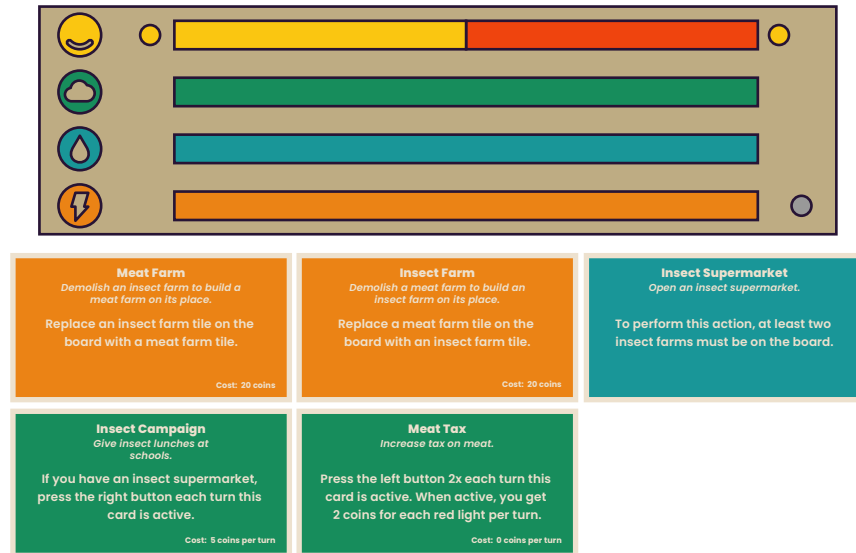 Meat Farm
Demolish an insect farm to build a
meat farm on its place.
Replace an insect farm tile on the
board with a meat farm tile.
Cost: 20 coins
Insect Farm
Demolish a meat farm to build an
insect farm on its place.
Replace a meat farm tile on the
board with an insect farm tile.
Cost: 20 coins
Insect Supermarket
Open an insect supermarket.
To perform this action, at least two
insect farms must be on the board.
Insect Campaign
Give insect lunches at
schools.
If you have an insect supermarket,
press the right button each turn this
card is active.
Cost: 5 coins per turn
Meat Tax
Increase tax on meat.
Press the left button 2x each turn this
card is active. When active, you get
2 coins for each red light per turn.
Cost: 0 coins per turn